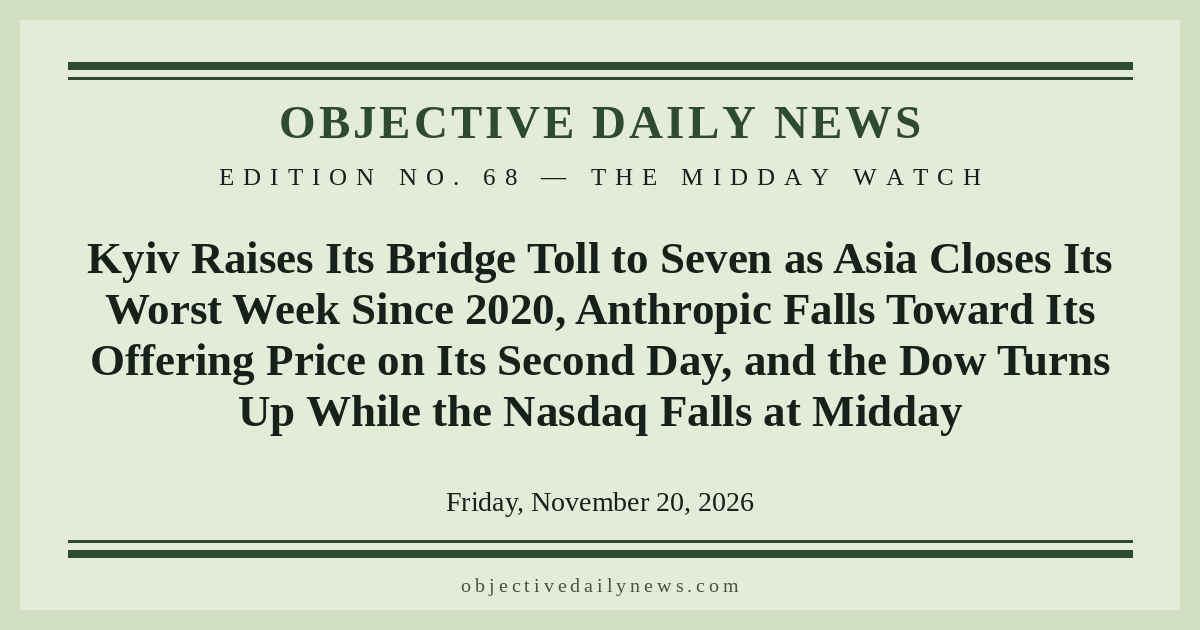 OBJECTIVE DAILY NEWS
EDITION NO. 68 — THE MIDDAY WATCH
Kyiv Raises Its Bridge Toll to Seven as Asia Closes Its
Worst Week Since 2020, Anthropic Falls Toward Its
Offering Price on Its Second Day, and the Dow Turns
Up While the Nasdaq Falls at Midday
Friday, November 20, 2026
objectivedailynews.com